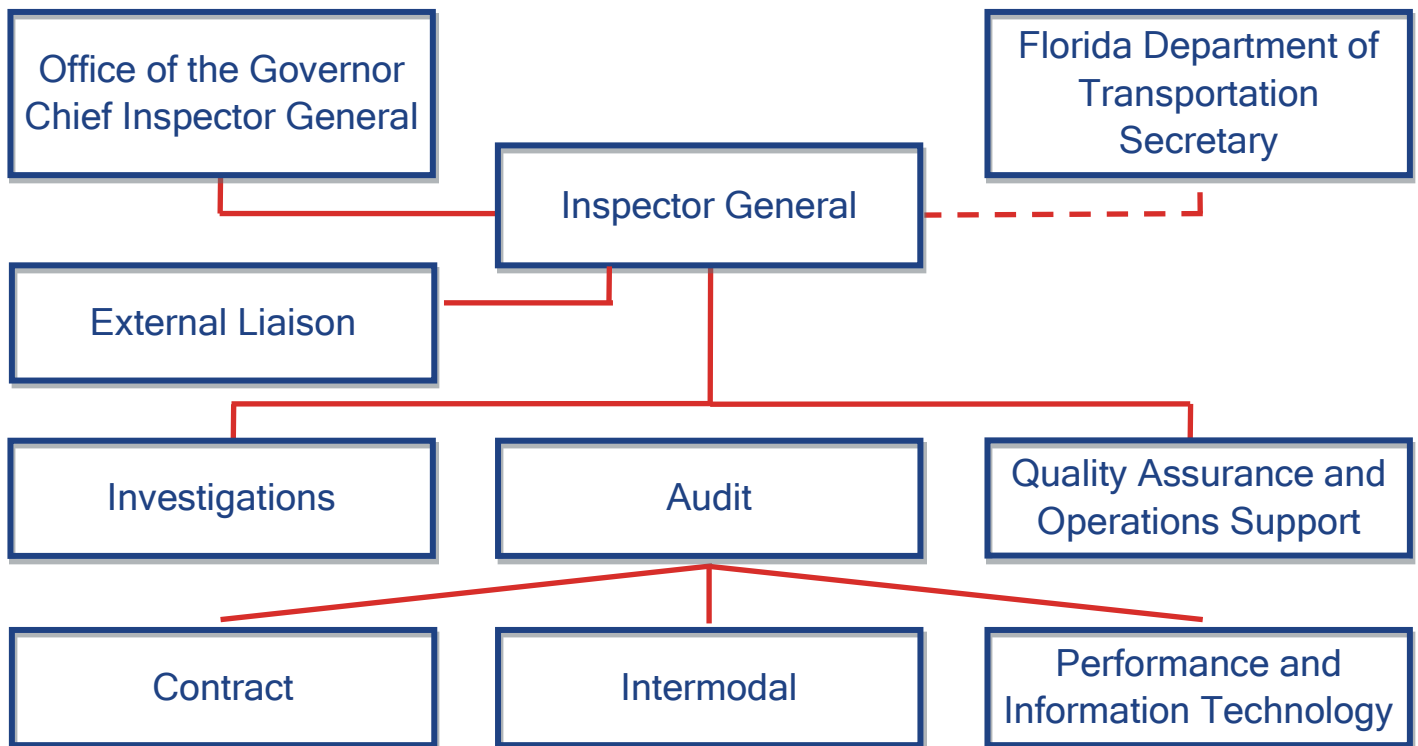 Office of the Governor
Chief Inspector General
Florida Department of
Transportation
Secretary
Inspector General
External Liaison
Investigations
Audit
Quality Assurance and
Operations Support
Contract
Intermodal
Performance and
Information Technology